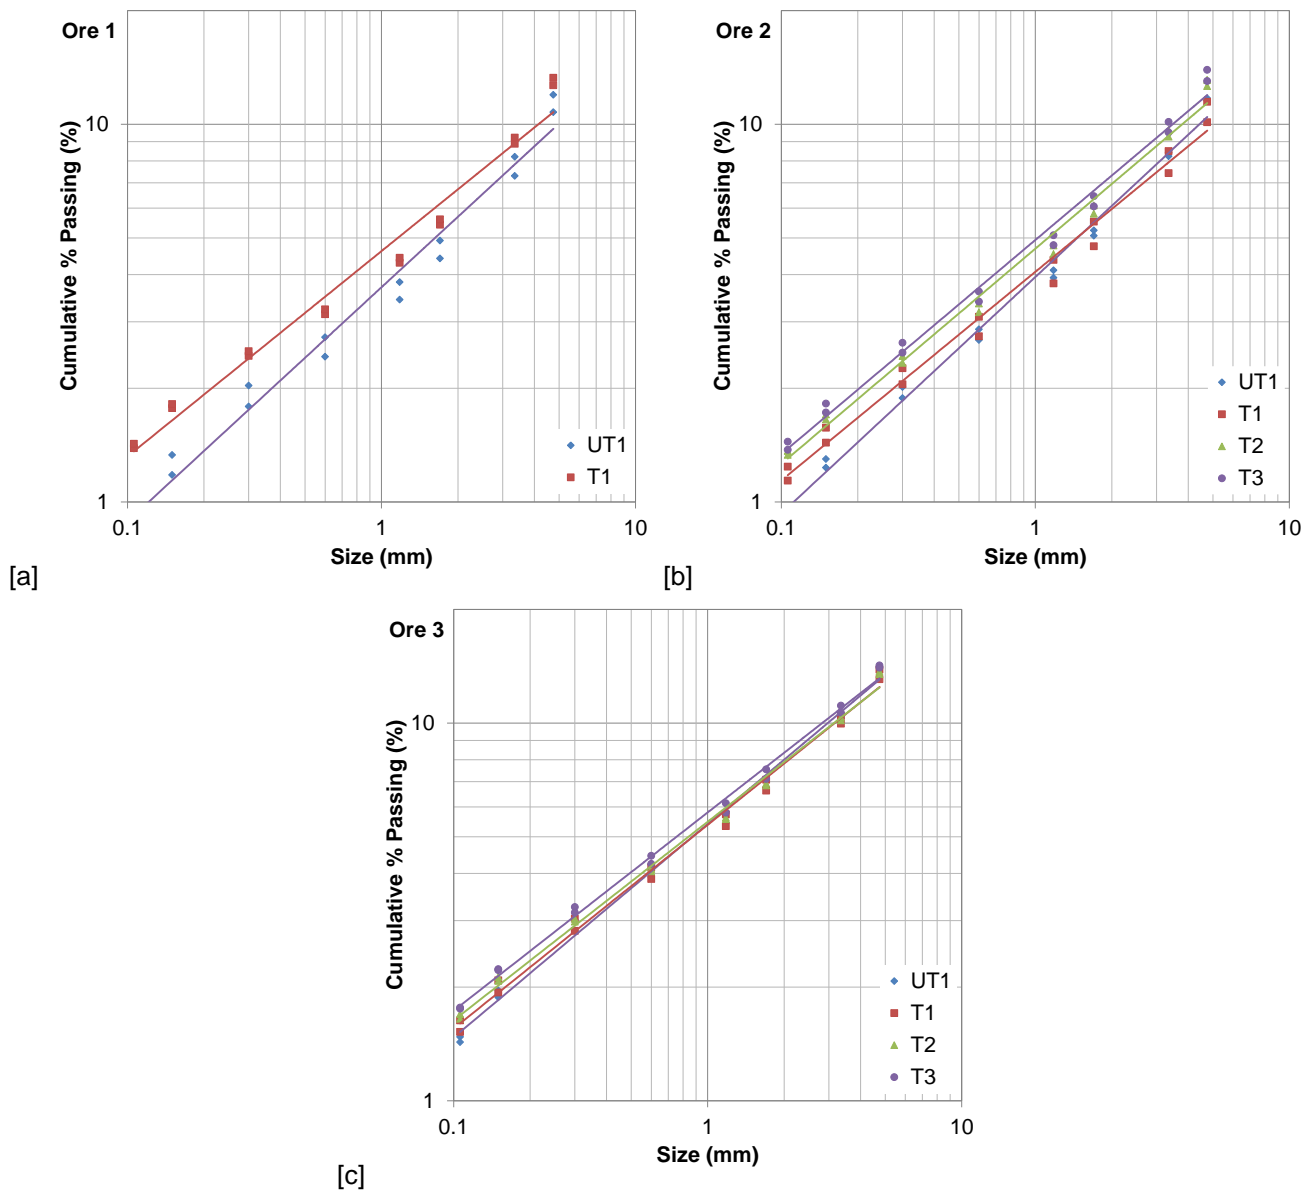 Ore 1
Cumulative % Passing (%)
10
1
0.1
1
10
Size (mm)
UT1
T1
[a]
Ore 2
Cumulative % Passing (%)
10
1
0.1
1
10
Size (mm)
UT1
T1
T2
T3
[b]
Ore 3
Cumulative % Passing (%)
10
1
0.1
1
10
Size (mm)
UT1
T1
T2
T3
[c]